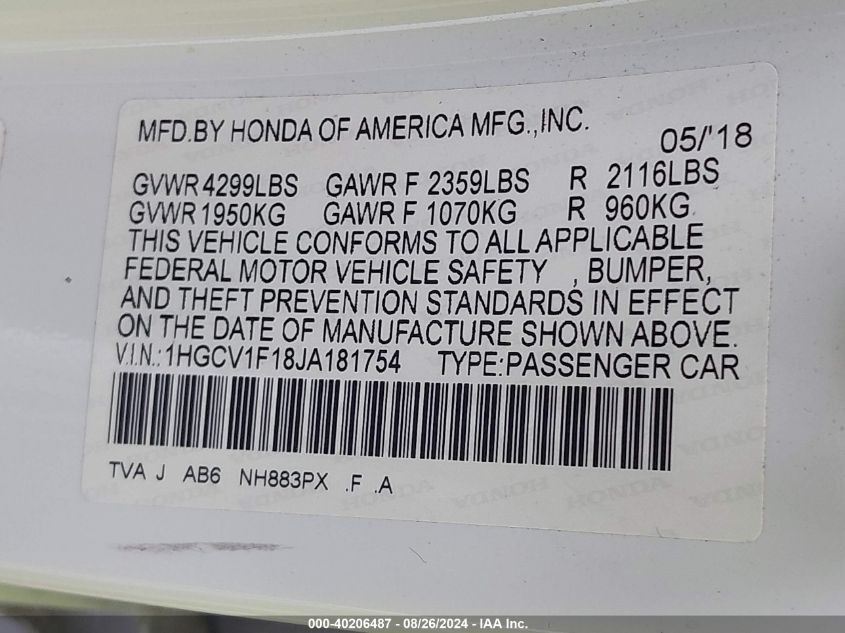 MFD.BY HONDA OF AMERICA MFG.,INC.
05/'18
GVWR 4299LBS GAWR F 2359LBS R 2116LBS
GVWR 1950KG GAWR F 1070KG R 960KG
THIS VEHICLE CONFORMS TO ALL APPLICABLE
FEDERAL MOTOR VEHICLE SAFETY , BUMPER,
AND THEFT PREVENTION STANDARDS IN EFFECT
ON THE DATE OF MANUFACTURE SHOWN ABOVE.
V.I.N.:1HGCV1F18JA181754 TYPE:PASSENGER CAR
TVA J AB6 NH883PX .F .A
HONDA HONDA HONDA
000-40206487 - 08/26/2024 - IAA Inc.